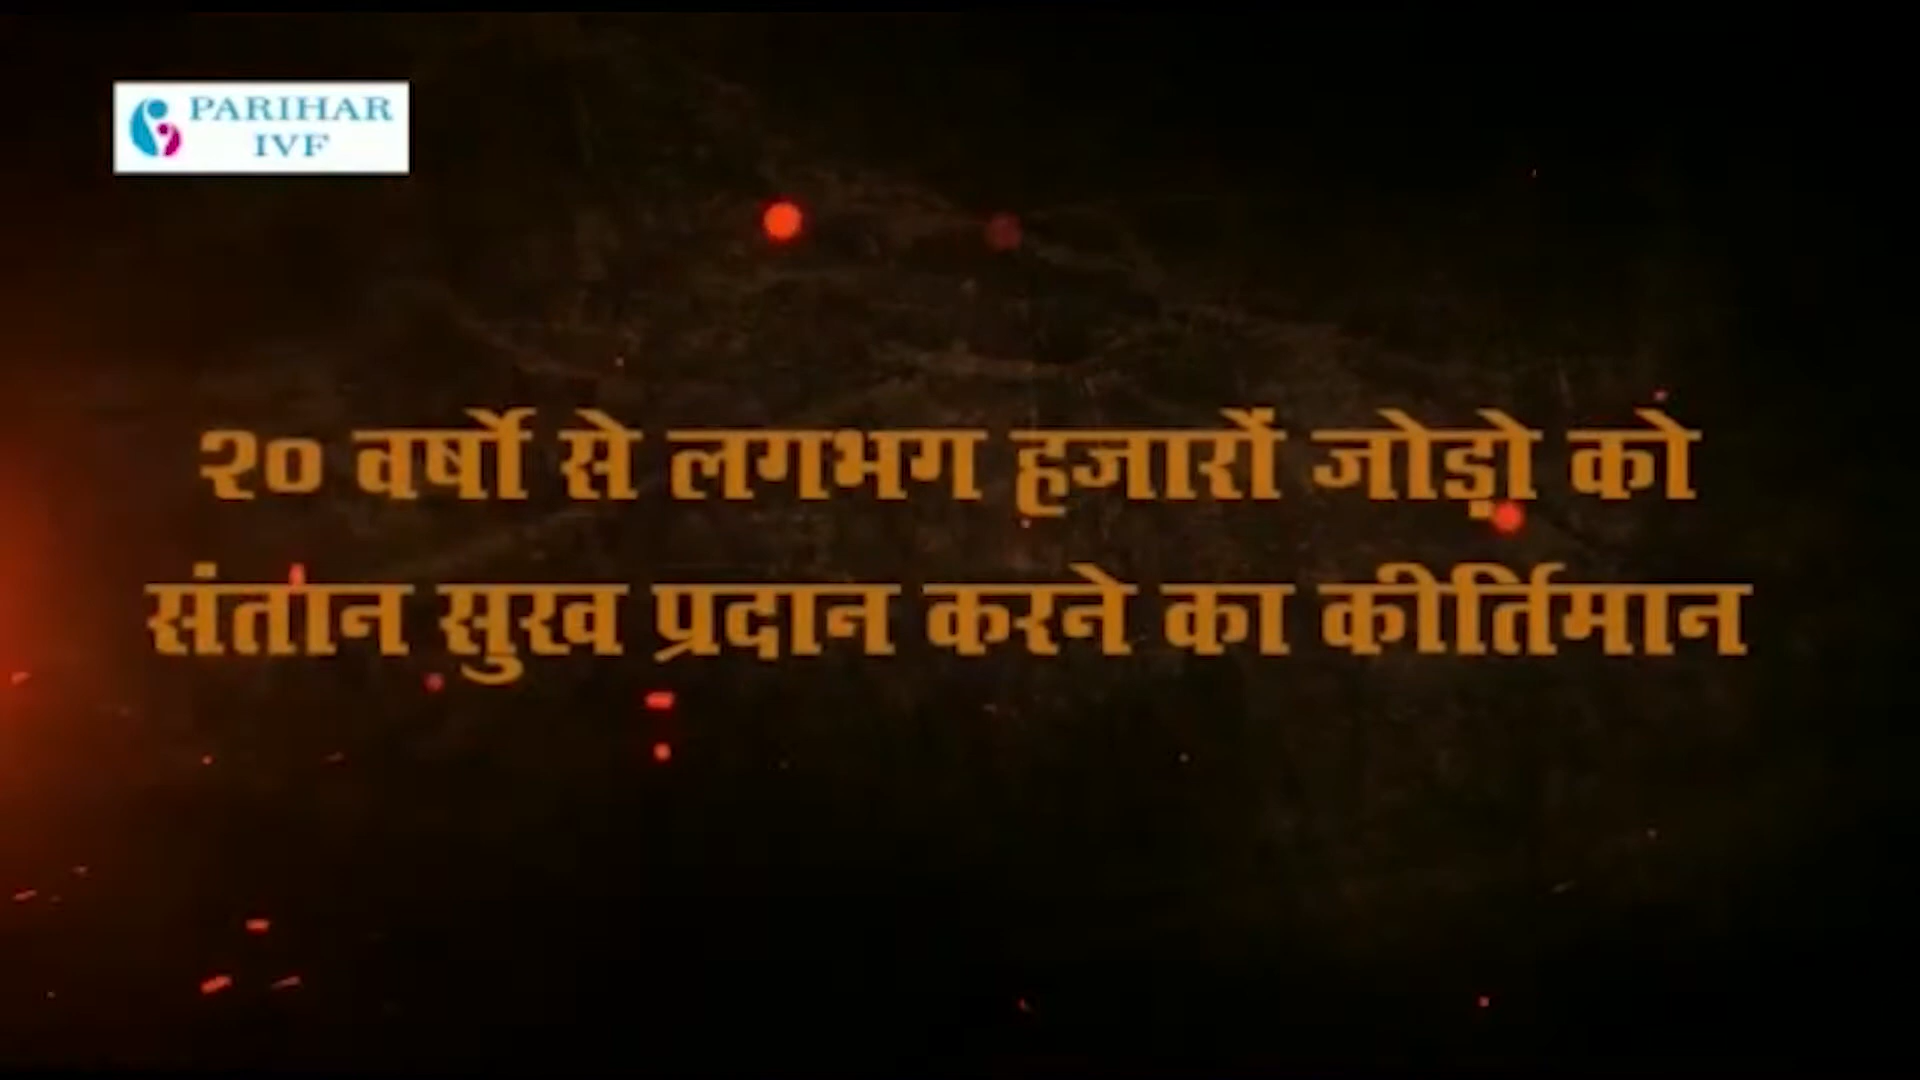 PARIHAR
IVF
२० वर्षो से लगभग हजारों जोड़ो को
संतान सुख प्रदान करने का कीर्तिमान